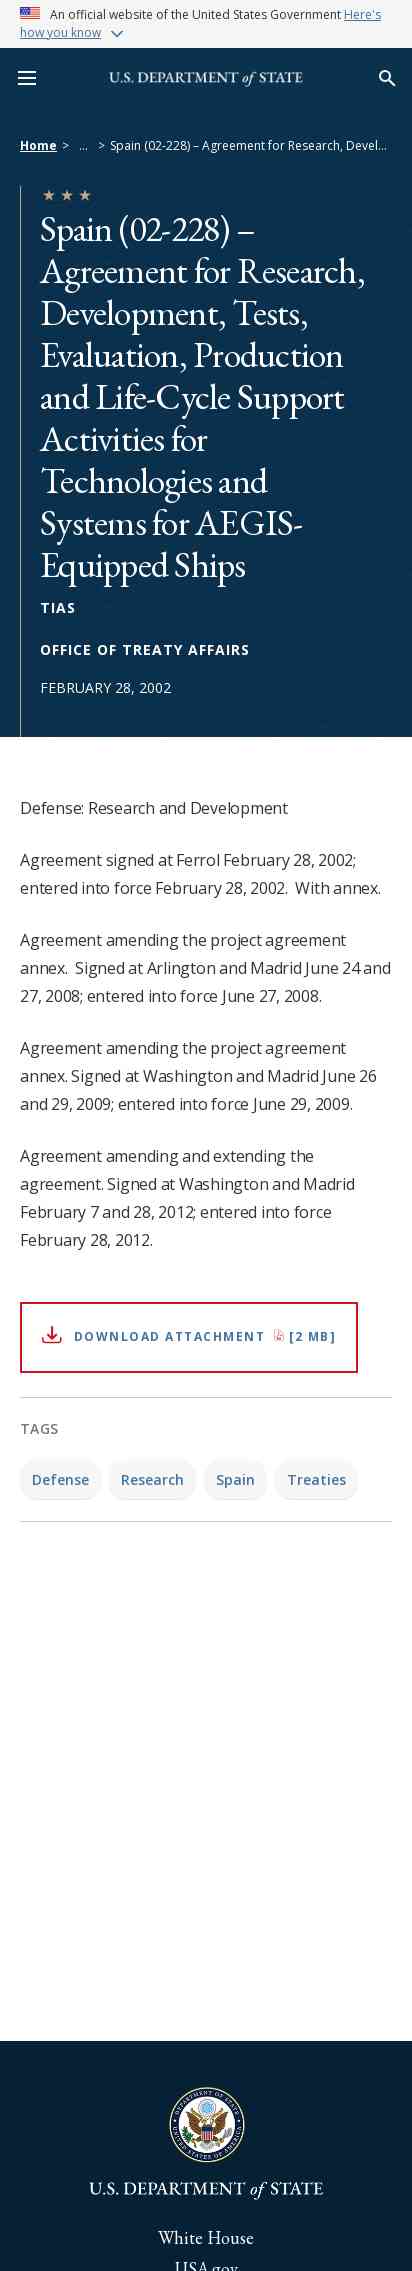 An official website of the United States Government Here's
how you know
U.S. DEPARTMENT of STATE
Home > ... > Spain (02-228) – Agreement for Research, Devel...
Spain (02-228) –
Agreement for Research,
Development, Tests,
Evaluation, Production
and Life-Cycle Support
Activities for
Technologies and
Systems for AEGIS-
Equipped Ships
TIAS
OFFICE OF TREATY AFFAIRS
FEBRUARY 28, 2002
Defense: Research and Development
Agreement signed at Ferrol February 28, 2002;
entered into force February 28, 2002.  With annex.
Agreement amending the project agreement
annex.  Signed at Arlington and Madrid June 24 and
27, 2008; entered into force June 27, 2008.
Agreement amending the project agreement
annex. Signed at Washington and Madrid June 26
and 29, 2009; entered into force June 29, 2009.
Agreement amending and extending the
agreement. Signed at Washington and Madrid
February 7 and 28, 2012; entered into force
February 28, 2012.
DOWNLOAD ATTACHMENT [2 MB]
TAGS
Defense Research Spain Treaties
DEPARTMENT OF STATE
UNITED STATES OF AMERICA
U.S. DEPARTMENT of STATE
White House
USA.gov